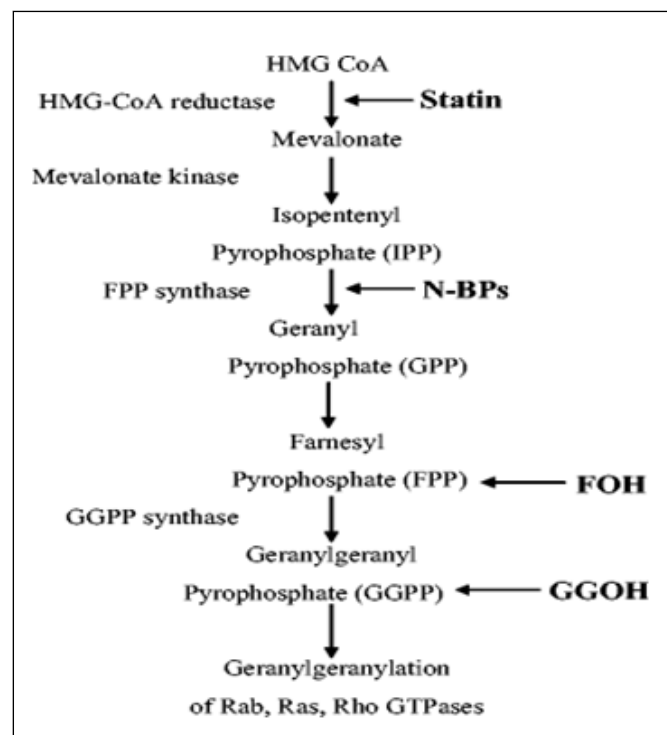 HMG CoA
HMG-CoA reductase Statin
Mevalonate
Mevalonate kinase
Isopentenyl
Pyrophosphate (IPP)
FPP synthase N-BPs
Geranyl
Pyrophosphate (GPP)
Farnesyl
Pyrophosphate (FPP) FOH
GGPP synthase
Geranylgeranyl
Pyrophosphate (GGPP) GGOH
Geranylgeranylation
of Rab, Ras, Rho GTPases